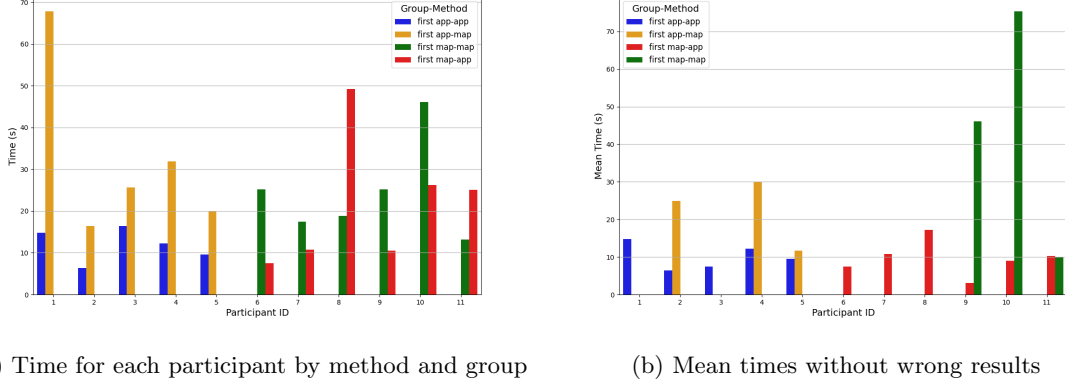 70
60
50
40
30
20
10
0
Time (s)
1 2 3 4 5 6 7 8 9 10 11
Participant ID
Group-Method
first app-app
first app-map
first map-map
first map-app
) Time for each participant by method and group
70
60
50
40
30
20
10
0
Mean Time (s)
1 2 3 4 5 6 7 8 9 10 11
Participant ID
Group-Method
first app-app
first app-map
first map-app
first map-map
(b) Mean times without wrong results